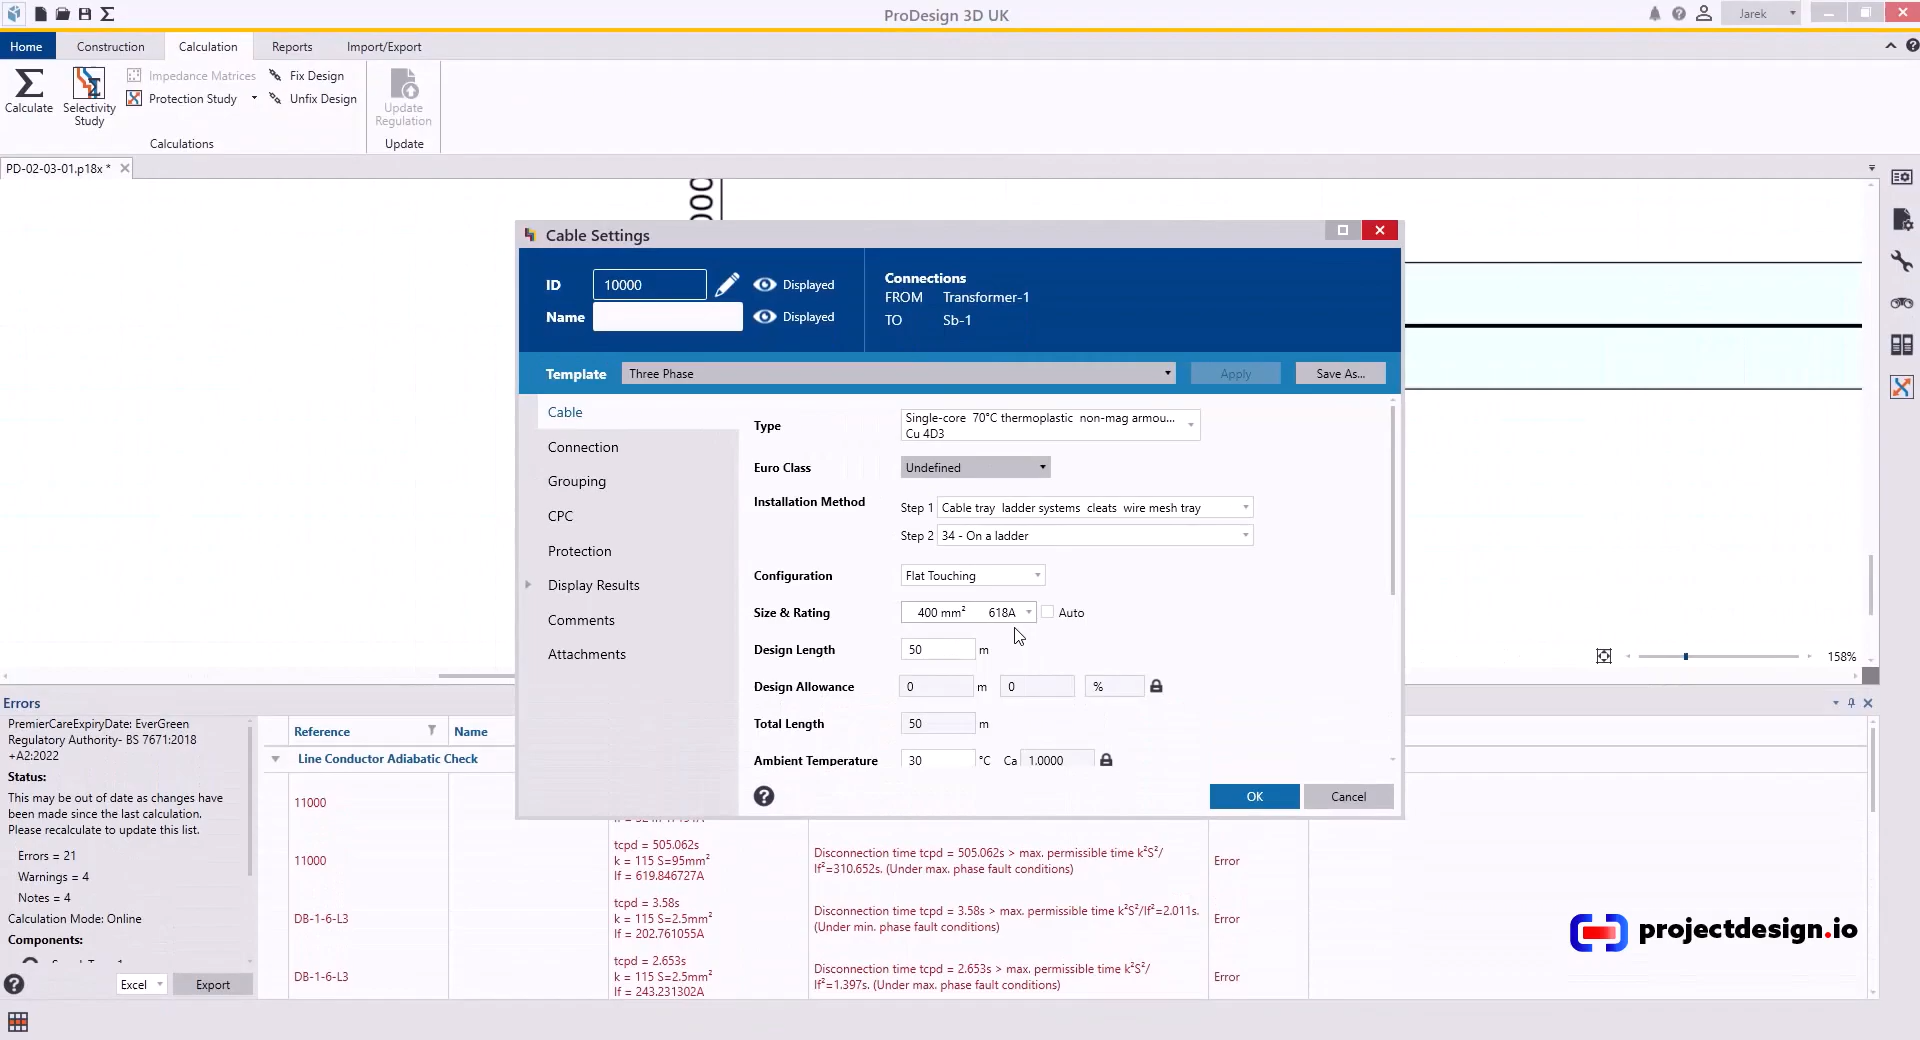 ProDesign 3D UK
Jarek
Home
Construction
Calculation
Reports
Import/Export
Calculate
Selectivity
Study
Impedance Matrices
Protection Study
Fix Design
Unfix Design
Calculations
Update
Regulation
Update
PD-02-03-01.p18x *
000
Cable Settings
ID
10000
Displayed
Name
Displayed
Connections
FROM Transformer-1
TO Sb-1
Template
Three Phase
Apply
Save As...
Cable
Connection
Grouping
CPC
Protection
Display Results
Comments
Attachments
Type
Single-core 70°C thermoplastic non-mag armou...
Cu 4D3
Euro Class
Undefined
Installation Method
Step 1 Cable tray ladder systems cleats wire mesh tray
Step 2 34 - On a ladder
Configuration
Flat Touching
Size & Rating
400 mm² 618A
Auto
Design Length
50 m
Design Allowance
0 m 0 %
Total Length
50 m
Ambient Temperature
30 °C Ca 1.0000
OK
Cancel
158%
Errors
PremierCareExpiryDate: EverGreen
Regulatory Authority- BS 7671:2018
+A2:2022
Status:
This may be out of date as changes have
been made since the last calculation.
Please recalculate to update this list.
Errors = 21
Warnings = 4
Notes = 4
Calculation Mode: Online
Components:
Excel
Export
Reference
Name
Line Conductor Adiabatic Check
11000
11000
tcpd = 505.062s
k = 115 S=95mm²
If = 619.846727A
Disconnection time tcpd = 505.062s > max. permissible time k²S²/
If²=310.652s. (Under max. phase fault conditions)
Error
DB-1-6-L3
tcpd = 3.58s
k = 115 S=2.5mm²
If = 202.761055A
Disconnection time tcpd = 3.58s > max. permissible time k²S²/If²=2.011s.
(Under min. phase fault conditions)
Error
DB-1-6-L3
tcpd = 2.653s
k = 115 S=2.5mm²
If = 243.231302A
Disconnection time tcpd = 2.653s > max. permissible time k²S²/
If²=1.397s. (Under max. phase fault conditions)
Error
projectdesign.io